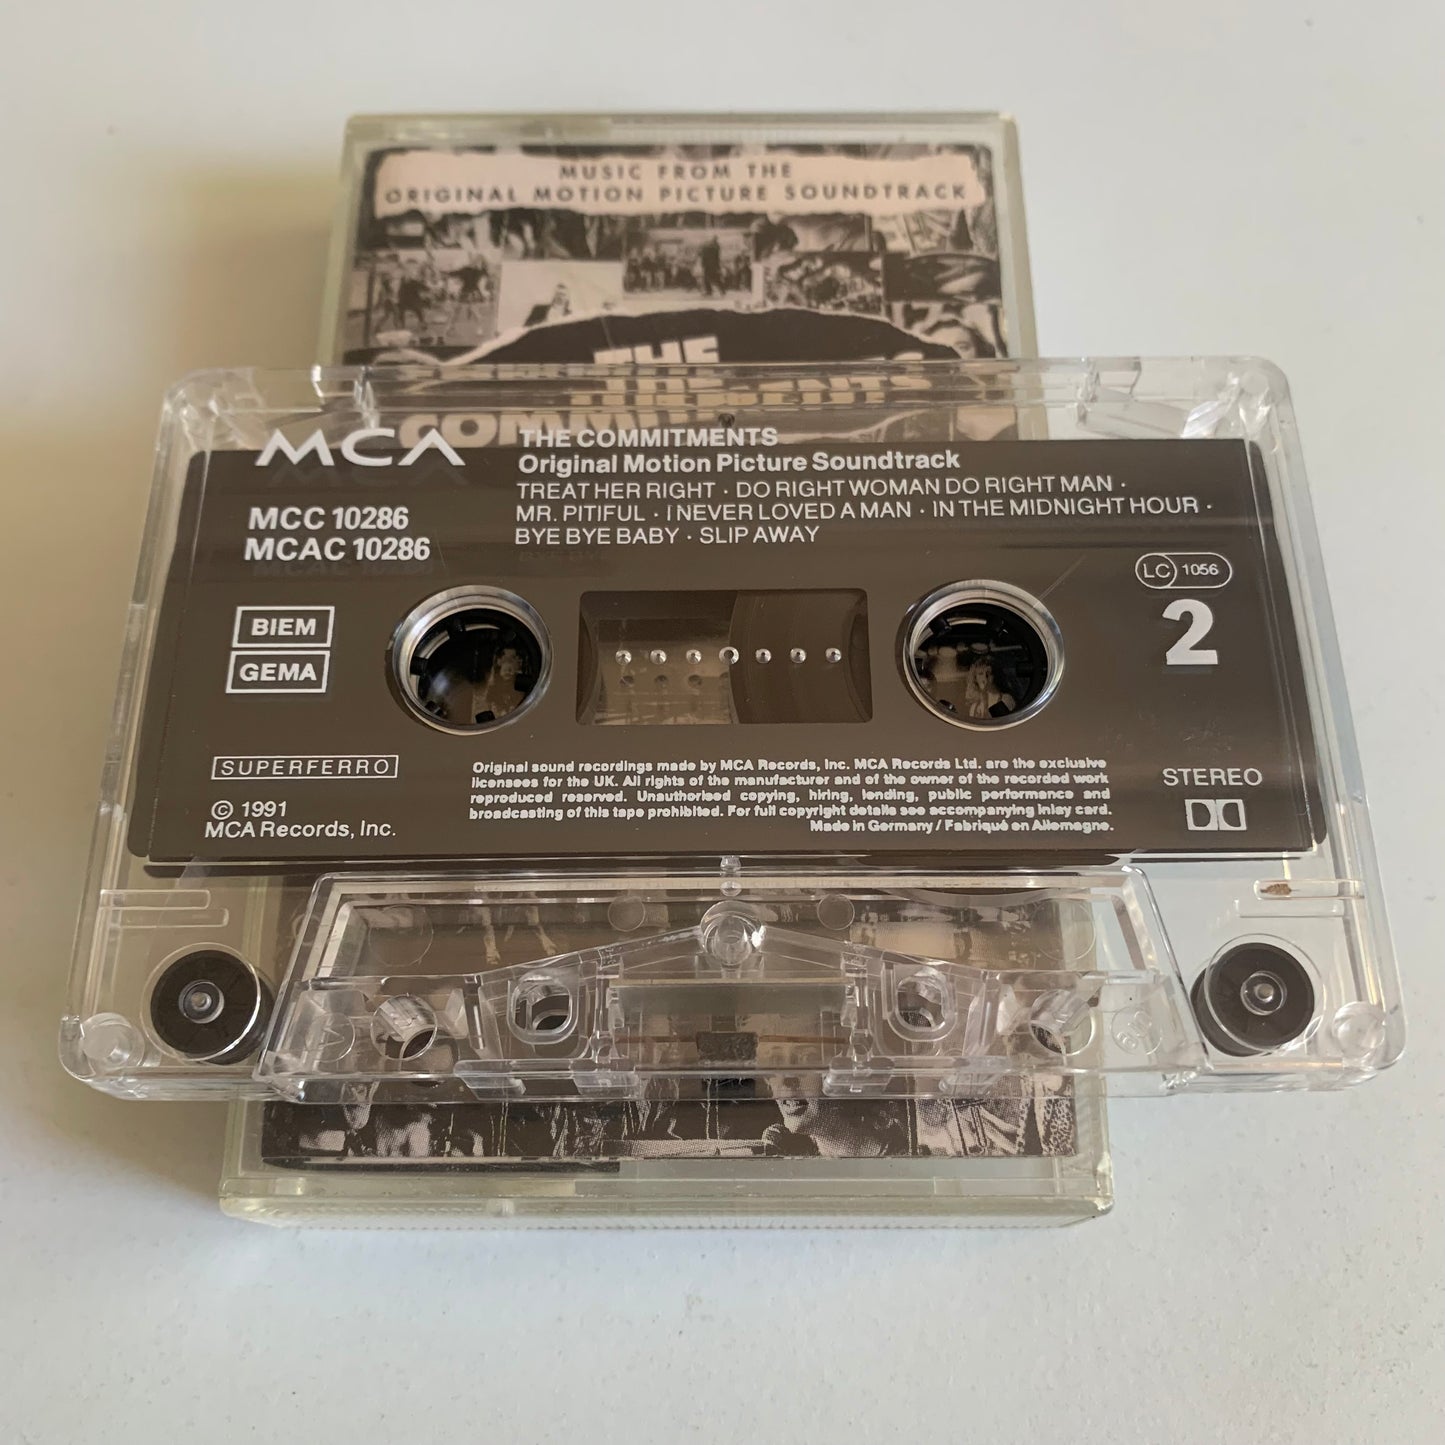 MUSIC FROM THE
ORIGINAL MOTION PICTURE SOUNDTRACK
THE
MCA
THE COMMITMENTS
Original Motion Picture Soundtrack
TREAT HER RIGHT · DO RIGHT WOMAN DO RIGHT MAN ·
MR. PITIFUL · I NEVER LOVED A MAN · IN THE MIDNIGHT HOUR ·
BYE BYE BABY · SLIP AWAY
MCC 10286
MCAC 10286
LC 1056
2
BIEM
GEMA
SUPERFERRO
© 1991
MCA Records, Inc.
Original sound recordings made by MCA Records, Inc. MCA Records Ltd. are the exclusive
licensees for the UK. All rights of the manufacturer and of the owner of the recorded work
reproduced reserved. Unauthorised copying, hiring, lending, public performance and
broadcasting of this tape prohibited. For full copyright details see accompanying inlay card.
Made in Germany / Fabriqué en Allemagne.
STEREO